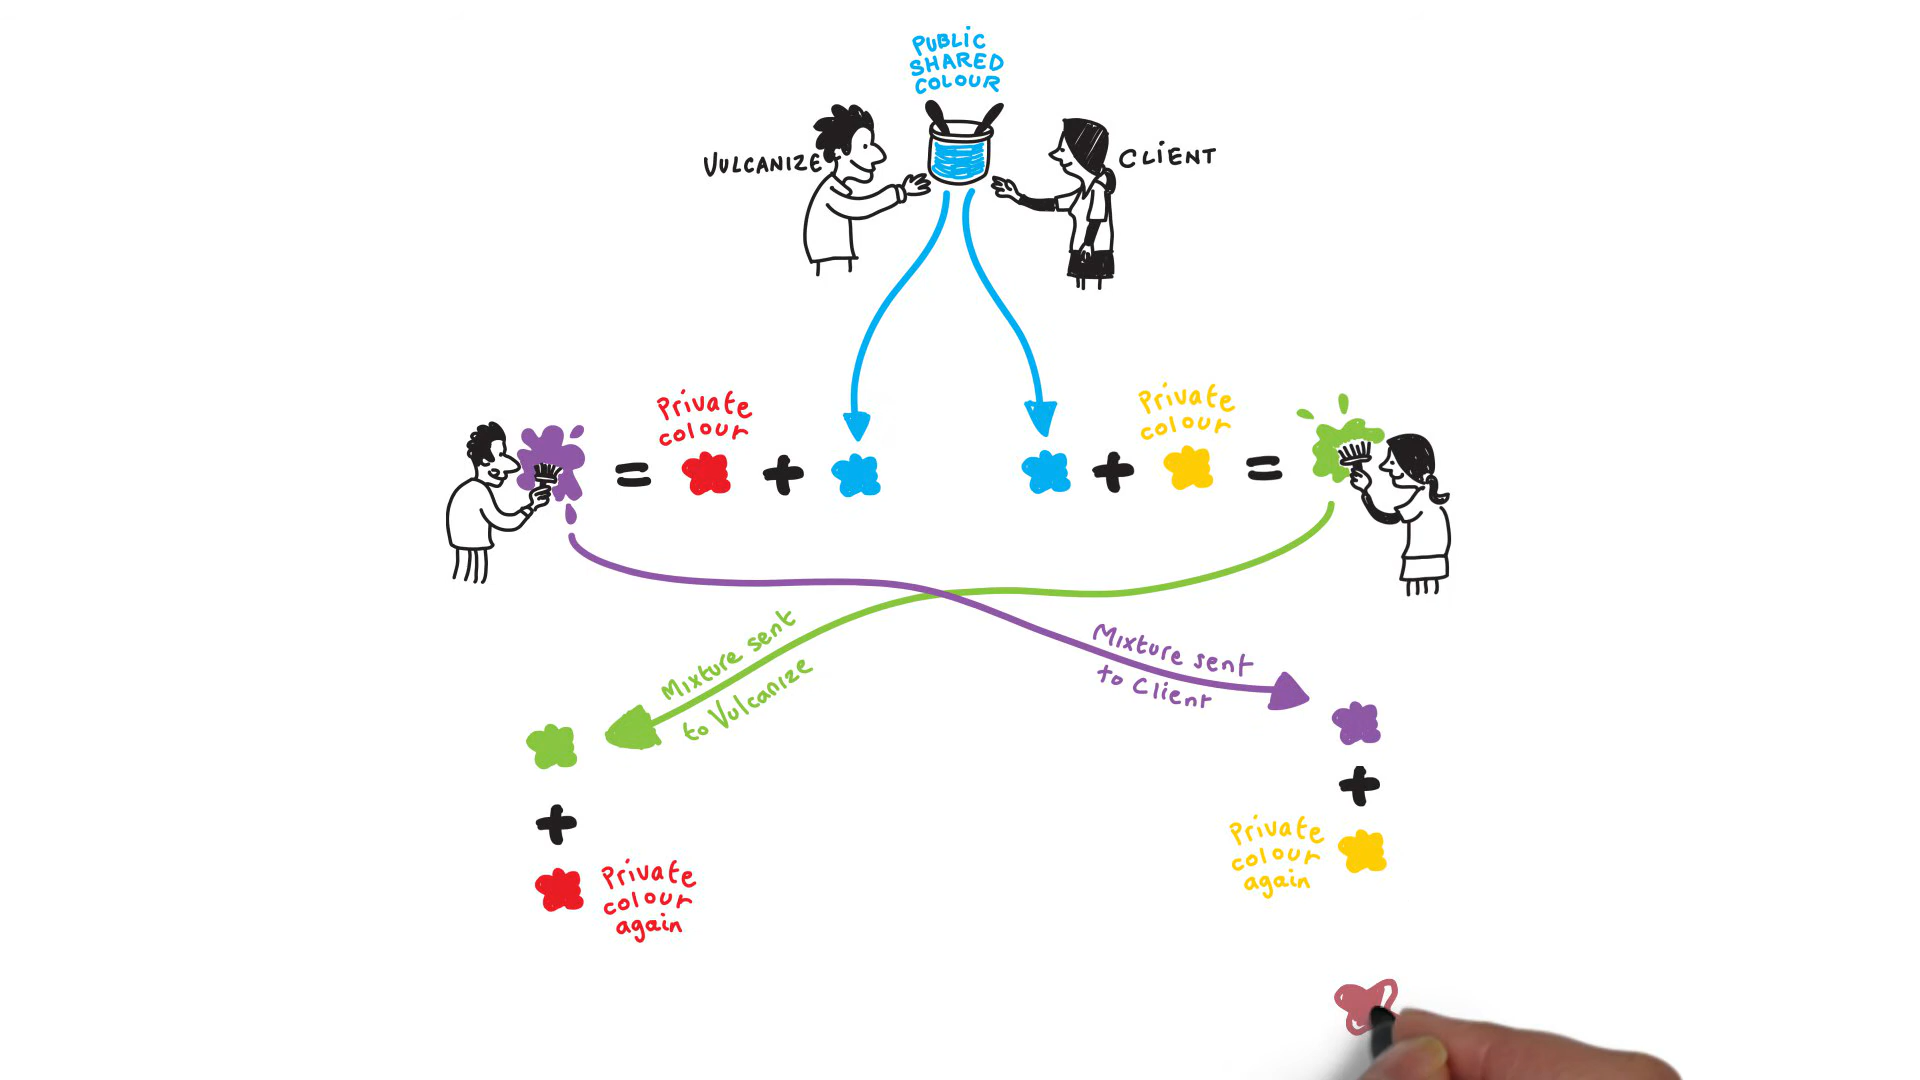 PUBLIC
SHARED
COLOUR
VULCANIZE
CLIENT
Private
colour
=
+
+
Private
colour
=
Mixture sent
to Vulcanize
Mixture sent
to Client
+
Private
colour
again
+
Private
colour
again